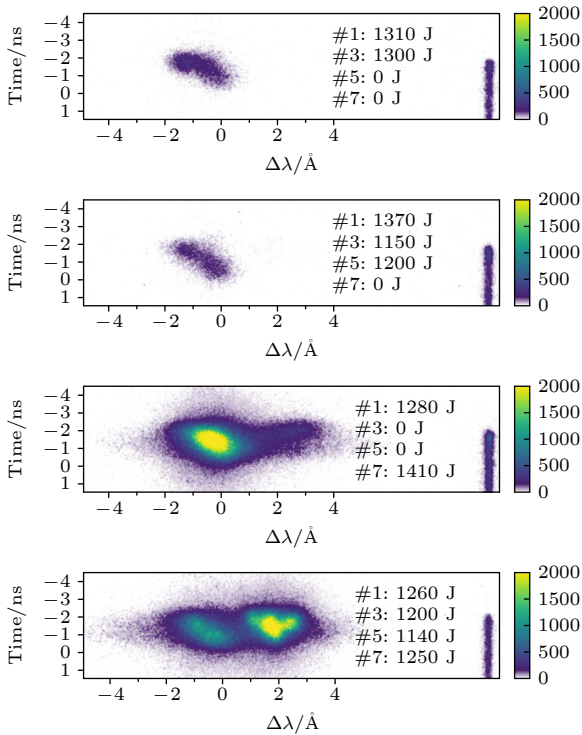 Time/ns
−4
−3
−2
−1
0
1
−4 −2 0 2 4
Δλ/Å
#1: 1310 J
#3: 1300 J
#5: 0 J
#7: 0 J
2000
1500
1000
500
0
Time/ns
−4
−3
−2
−1
0
1
−4 −2 0 2 4
Δλ/Å
#1: 1370 J
#3: 1150 J
#5: 1200 J
#7: 0 J
2000
1500
1000
500
0
Time/ns
−4
−3
−2
−1
0
1
−4 −2 0 2 4
Δλ/Å
#1: 1280 J
#3: 0 J
#5: 0 J
#7: 1410 J
2000
1500
1000
500
0
Time/ns
−4
−3
−2
−1
0
1
−4 −2 0 2 4
Δλ/Å
#1: 1260 J
#3: 1200 J
#5: 1140 J
#7: 1250 J
2000
1500
1000
500
0